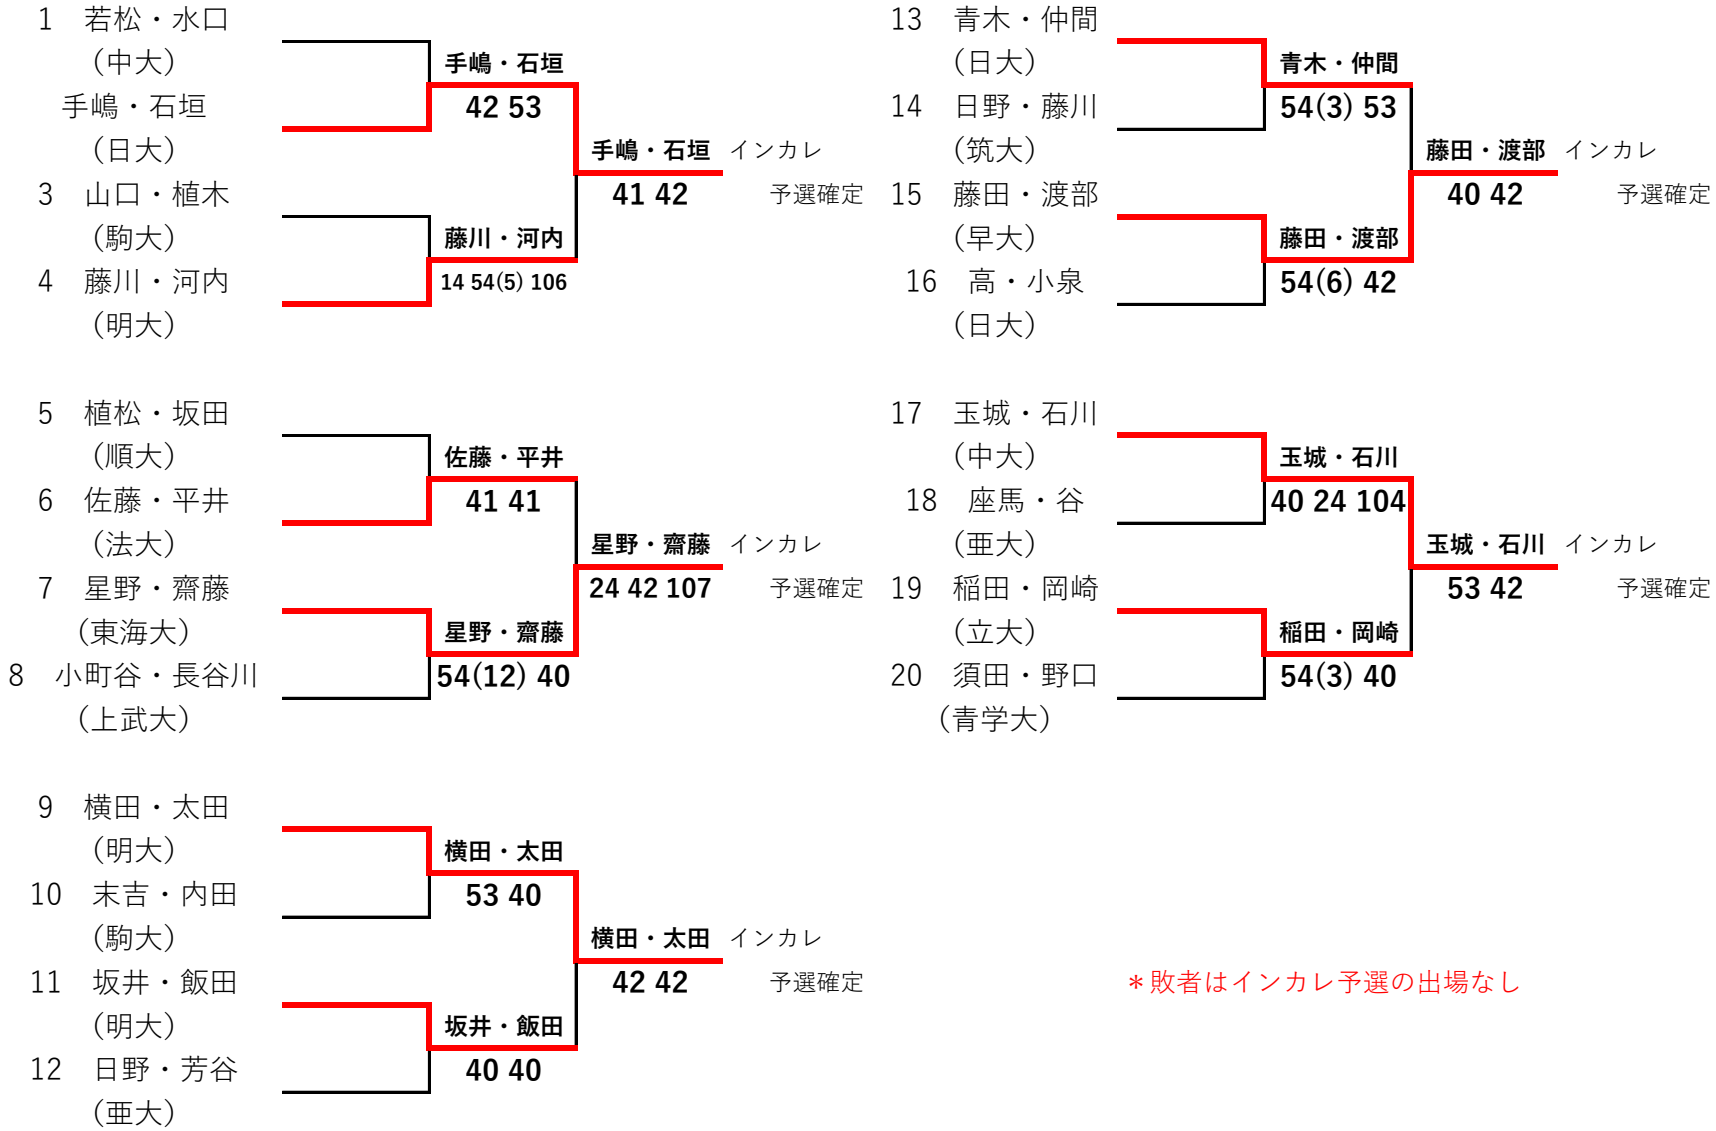 1 若松・水口
(中大)
手嶋・石垣
(日大)
3 山口・植木
(駒大)
4 藤川・河内
(明大)
手嶋・石垣
42 53
藤川・河内
14 54(5) 106
手嶋・石垣 インカレ
41 42 予選確定
5 植松・坂田
(順大)
6 佐藤・平井
(法大)
7 星野・齋藤
(東海大)
8 小町谷・長谷川
(上武大)
佐藤・平井
41 41
星野・齋藤
54(12) 40
星野・齋藤 インカレ
24 42 107 予選確定
9 横田・太田
(明大)
10 末吉・内田
(駒大)
11 坂井・飯田
(明大)
12 日野・芳谷
(亜大)
横田・太田
53 40
坂井・飯田
40 40
横田・太田 インカレ
42 42 予選確定
13 青木・仲間
(日大)
14 日野・藤川
(筑大)
15 藤田・渡部
(早大)
16 高・小泉
(日大)
青木・仲間
54(3) 53
藤田・渡部
54(6) 42
藤田・渡部 インカレ
40 42 予選確定
17 玉城・石川
(中大)
18 座馬・谷
(亜大)
19 稲田・岡崎
(立大)
20 須田・野口
(青学大)
玉城・石川
40 24 104
稲田・岡崎
54(3) 40
玉城・石川 インカレ
53 42 予選確定
＊敗者はインカレ予選の出場なし